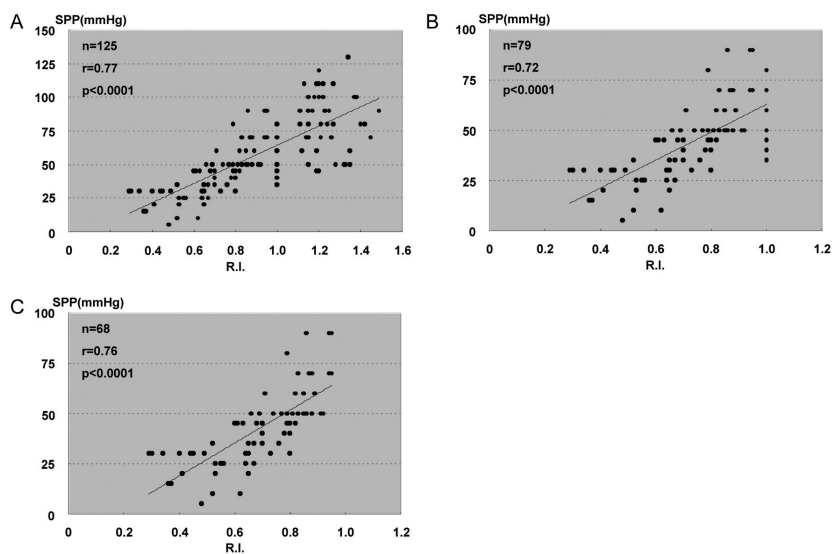 A
SPP(mmHg)
150
125
100
75
50
25
0
n=125
r=0.77
p<0.0001
0 0.2 0.4 0.6 0.8 1.0 1.2 1.4 1.6
R.I.
B
SPP(mmHg)
100
75
50
25
0
n=79
r=0.72
p<0.0001
0 0.2 0.4 0.6 0.8 1.0 1.2
R.I.
C
SPP(mmHg)
100
75
50
25
0
n=68
r=0.76
p<0.0001
0 0.2 0.4 0.6 0.8 1.0 1.2
R.I.